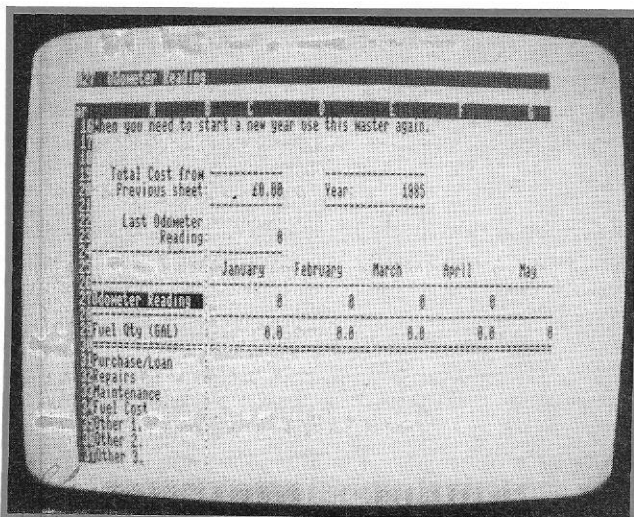 Odometer Reading
A B C D E F G
When you need to start a new year use this master again.
Total Cost from
Previous sheet: £0.00 Year: 1985
Last Odometer
Reading: 0
January February March April May
Odometer Reading 0 0 0 0
Fuel Qty (GAL) 0.0 0.0 0.0 0.0 0
Purchase/Loan
Repairs
Maintenance
Fuel Cost
Other 1.
Other 2.
Other 3.